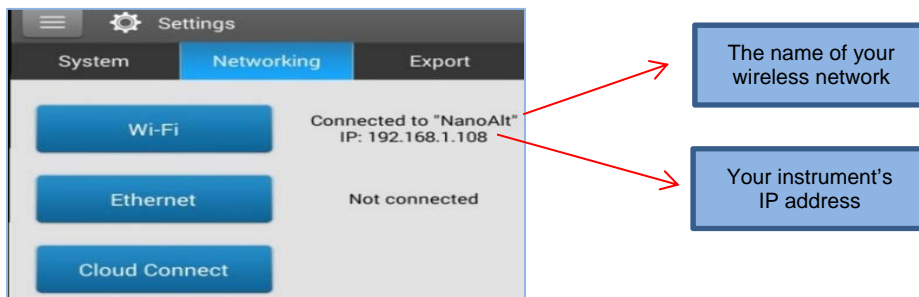 Settings
System Networking Export
Wi-Fi
Connected to "NanoAlt"
IP: 192.168.1.108
Ethernet
Not connected
Cloud Connect
The name of your
wireless network
Your instrument's
IP address